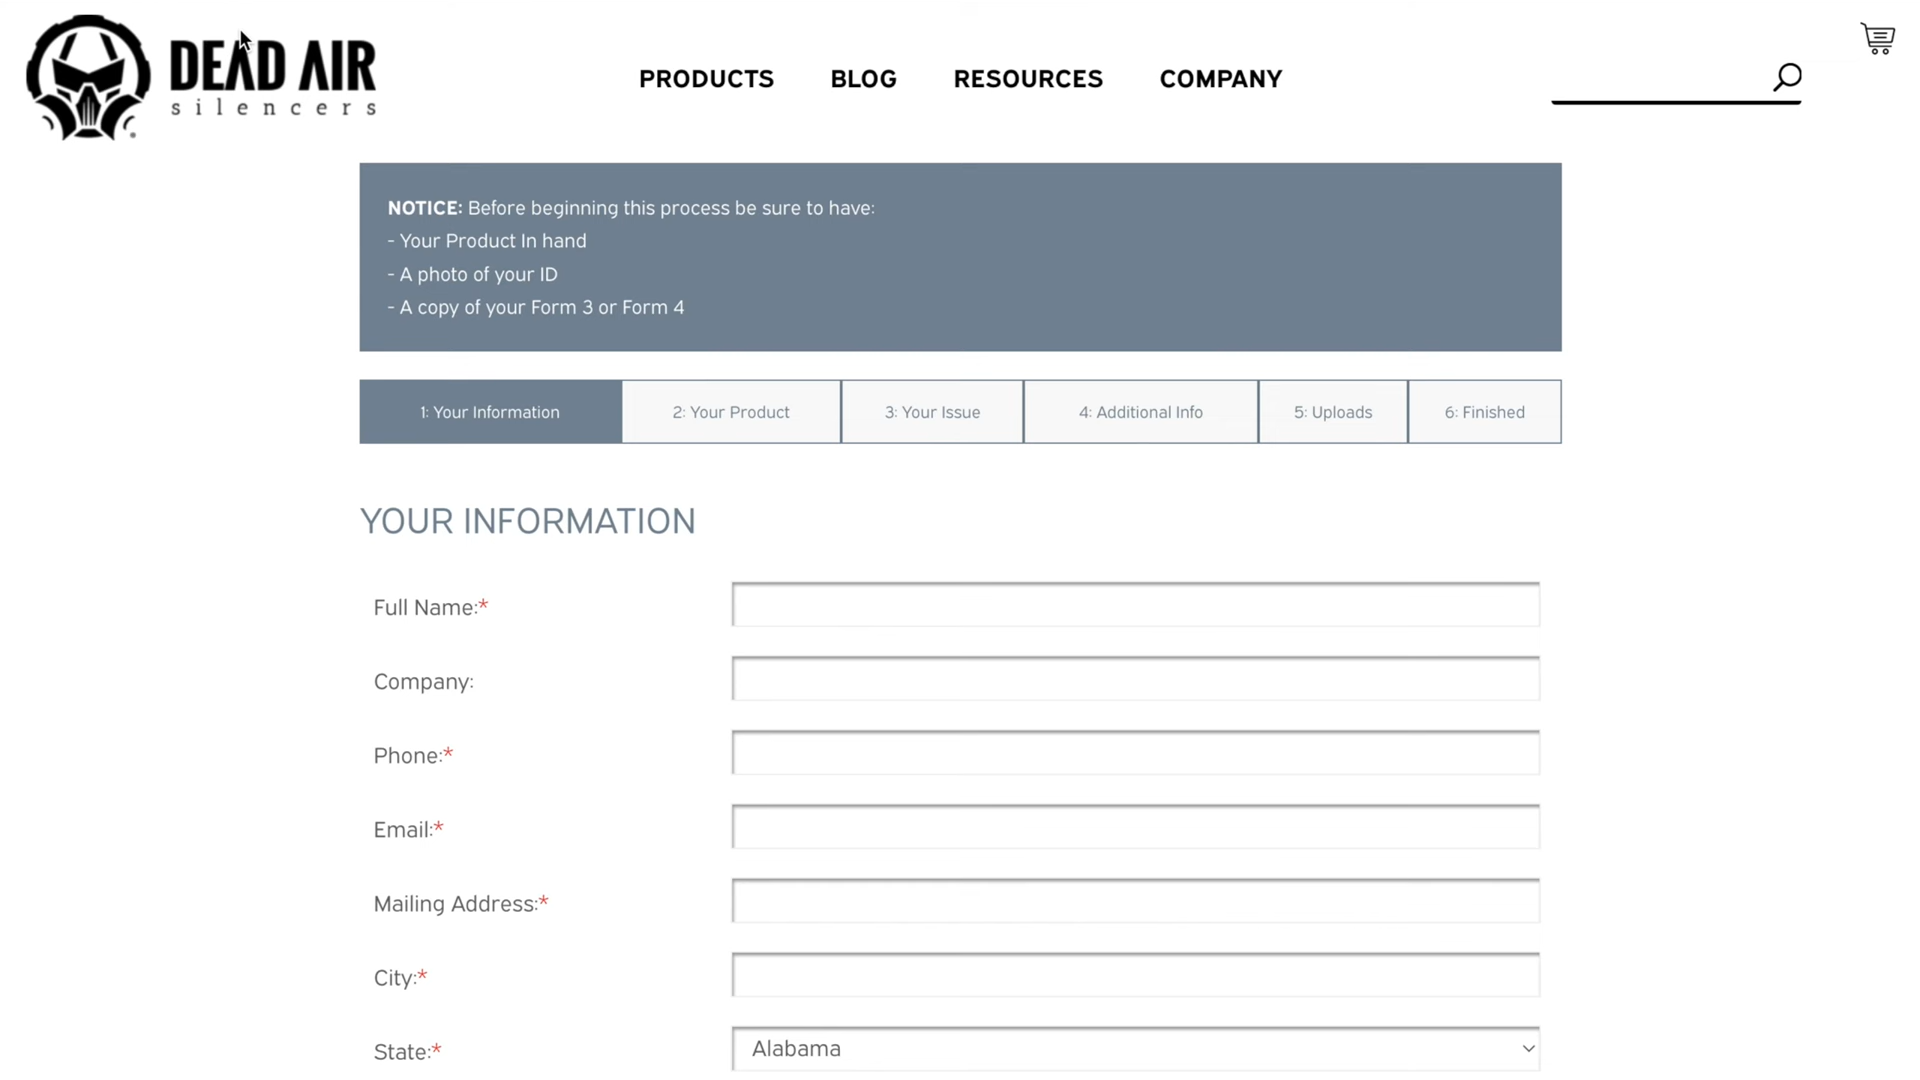 DEAD AIR
silencers
PRODUCTS BLOG RESOURCES COMPANY
NOTICE: Before beginning this process be sure to have:
- Your Product In hand
- A photo of your ID
- A copy of your Form 3 or Form 4
1: Your Information 2: Your Product 3: Your Issue 4: Additional Info 5: Uploads 6: Finished
YOUR INFORMATION
Full Name:*
Company:
Phone:*
Email:*
Mailing Address:*
City:*
State:* Alabama